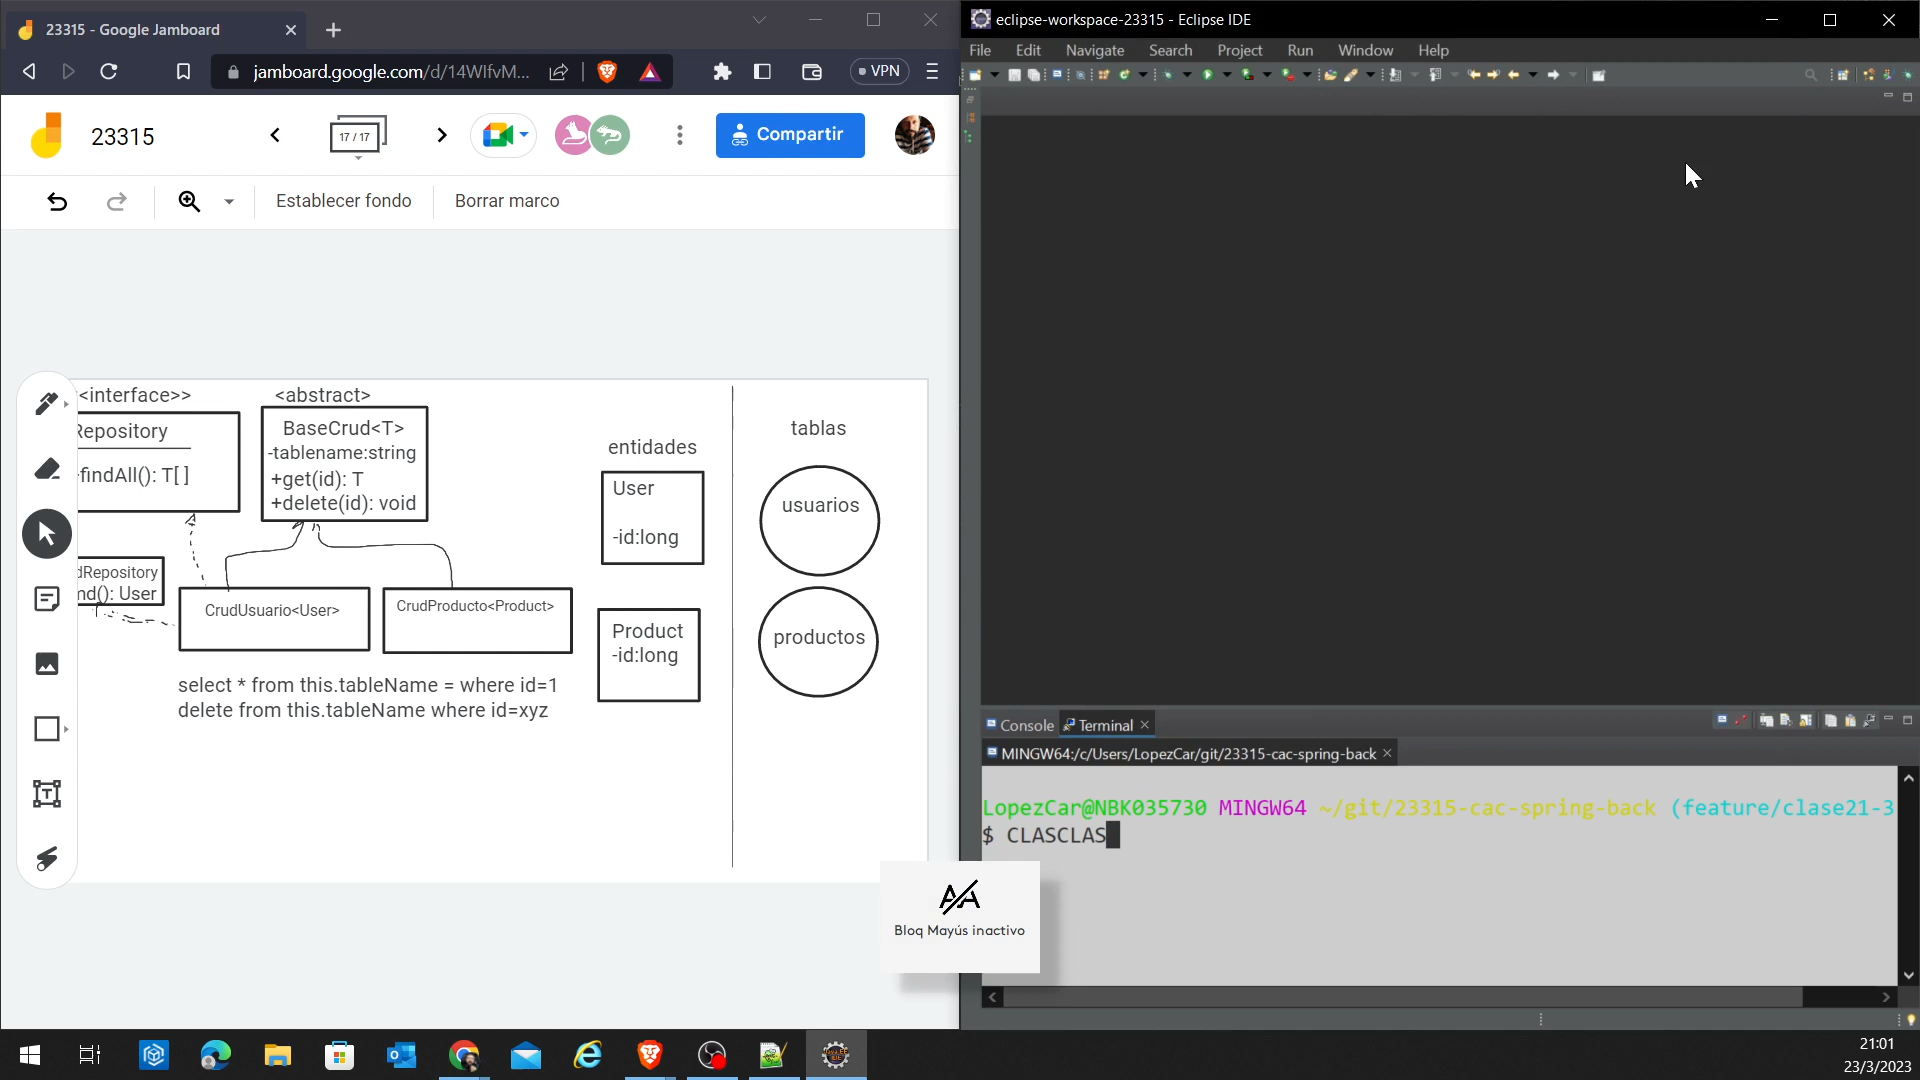 23315 - Google Jamboard
jamboard.google.com/d/14WIfvM...
VPN
23315
17 / 17
Compartir
Establecer fondo
Borrar marco
<interface>>
Repository
findAll(): T[ ]
dRepository
nd(): User
<abstract>
BaseCrud<T>
-tablename:string
+get(id): T
+delete(id): void
CrudUsuario<User>
CrudProducto<Product>
select * from this.tableName = where id=1
delete from this.tableName where id=xyz
entidades
User
-id:long
Product
-id:long
tablas
usuarios
productos
eclipse-workspace-23315 - Eclipse IDE
File Edit Navigate Search Project Run Window Help
Console
Terminal
MINGW64:/c/Users/LopezCar/git/23315-cac-spring-back
LopezCar@NBK035730 MINGW64 ~/git/23315-cac-spring-back (feature/clase21-3
$ CLASCLAS
Bloq Mayús inactivo
21:01
23/3/2023